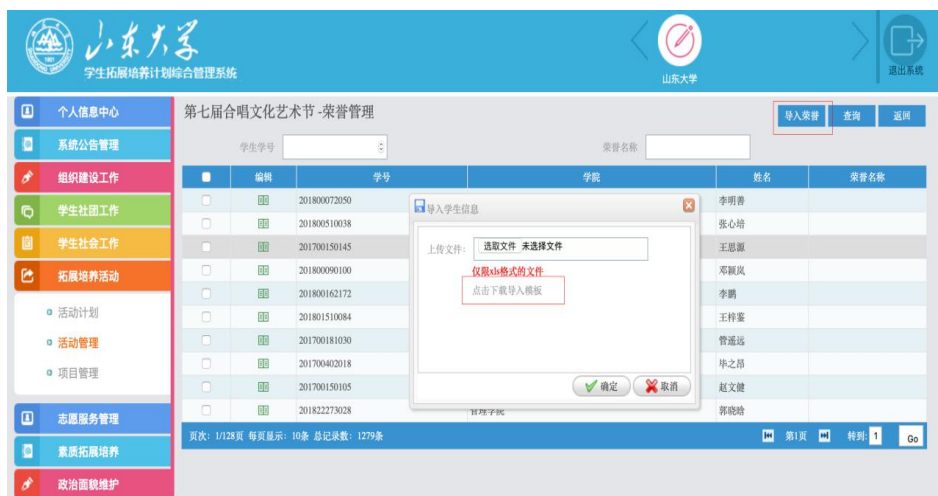 山东大学
学生拓展培养计划综合管理系统
山东大学
退出系统
个人信息中心
系统公告管理
组织建设工作
学生社团工作
学生社会工作
拓展培养活动
活动计划
活动管理
项目管理
志愿服务管理
素质拓展培养
政治面貌维护
第七届合唱文化艺术节 -荣誉管理
导入荣誉 查询 返回
学生学号 荣誉名称
编辑 学号 学院 姓名 荣誉名称
201800072050 李明善
201800510038 张心培
201700150145 王思源
201800090100 邓颖岚
201800162172 李鹏
201801510084 王梓鉴
201700181030 管遥远
201700402018 毕之昂
201700150105 赵文健
201822273028 管理学院 郭晓晗
导入学生信息
上传文件: 选取文件 未选择文件
仅限xls格式的文件
点击下载导入模板
确定 取消
页次: 1/128页 每页显示: 10条 总记录数: 1279条 第1页 转到: 1 Go